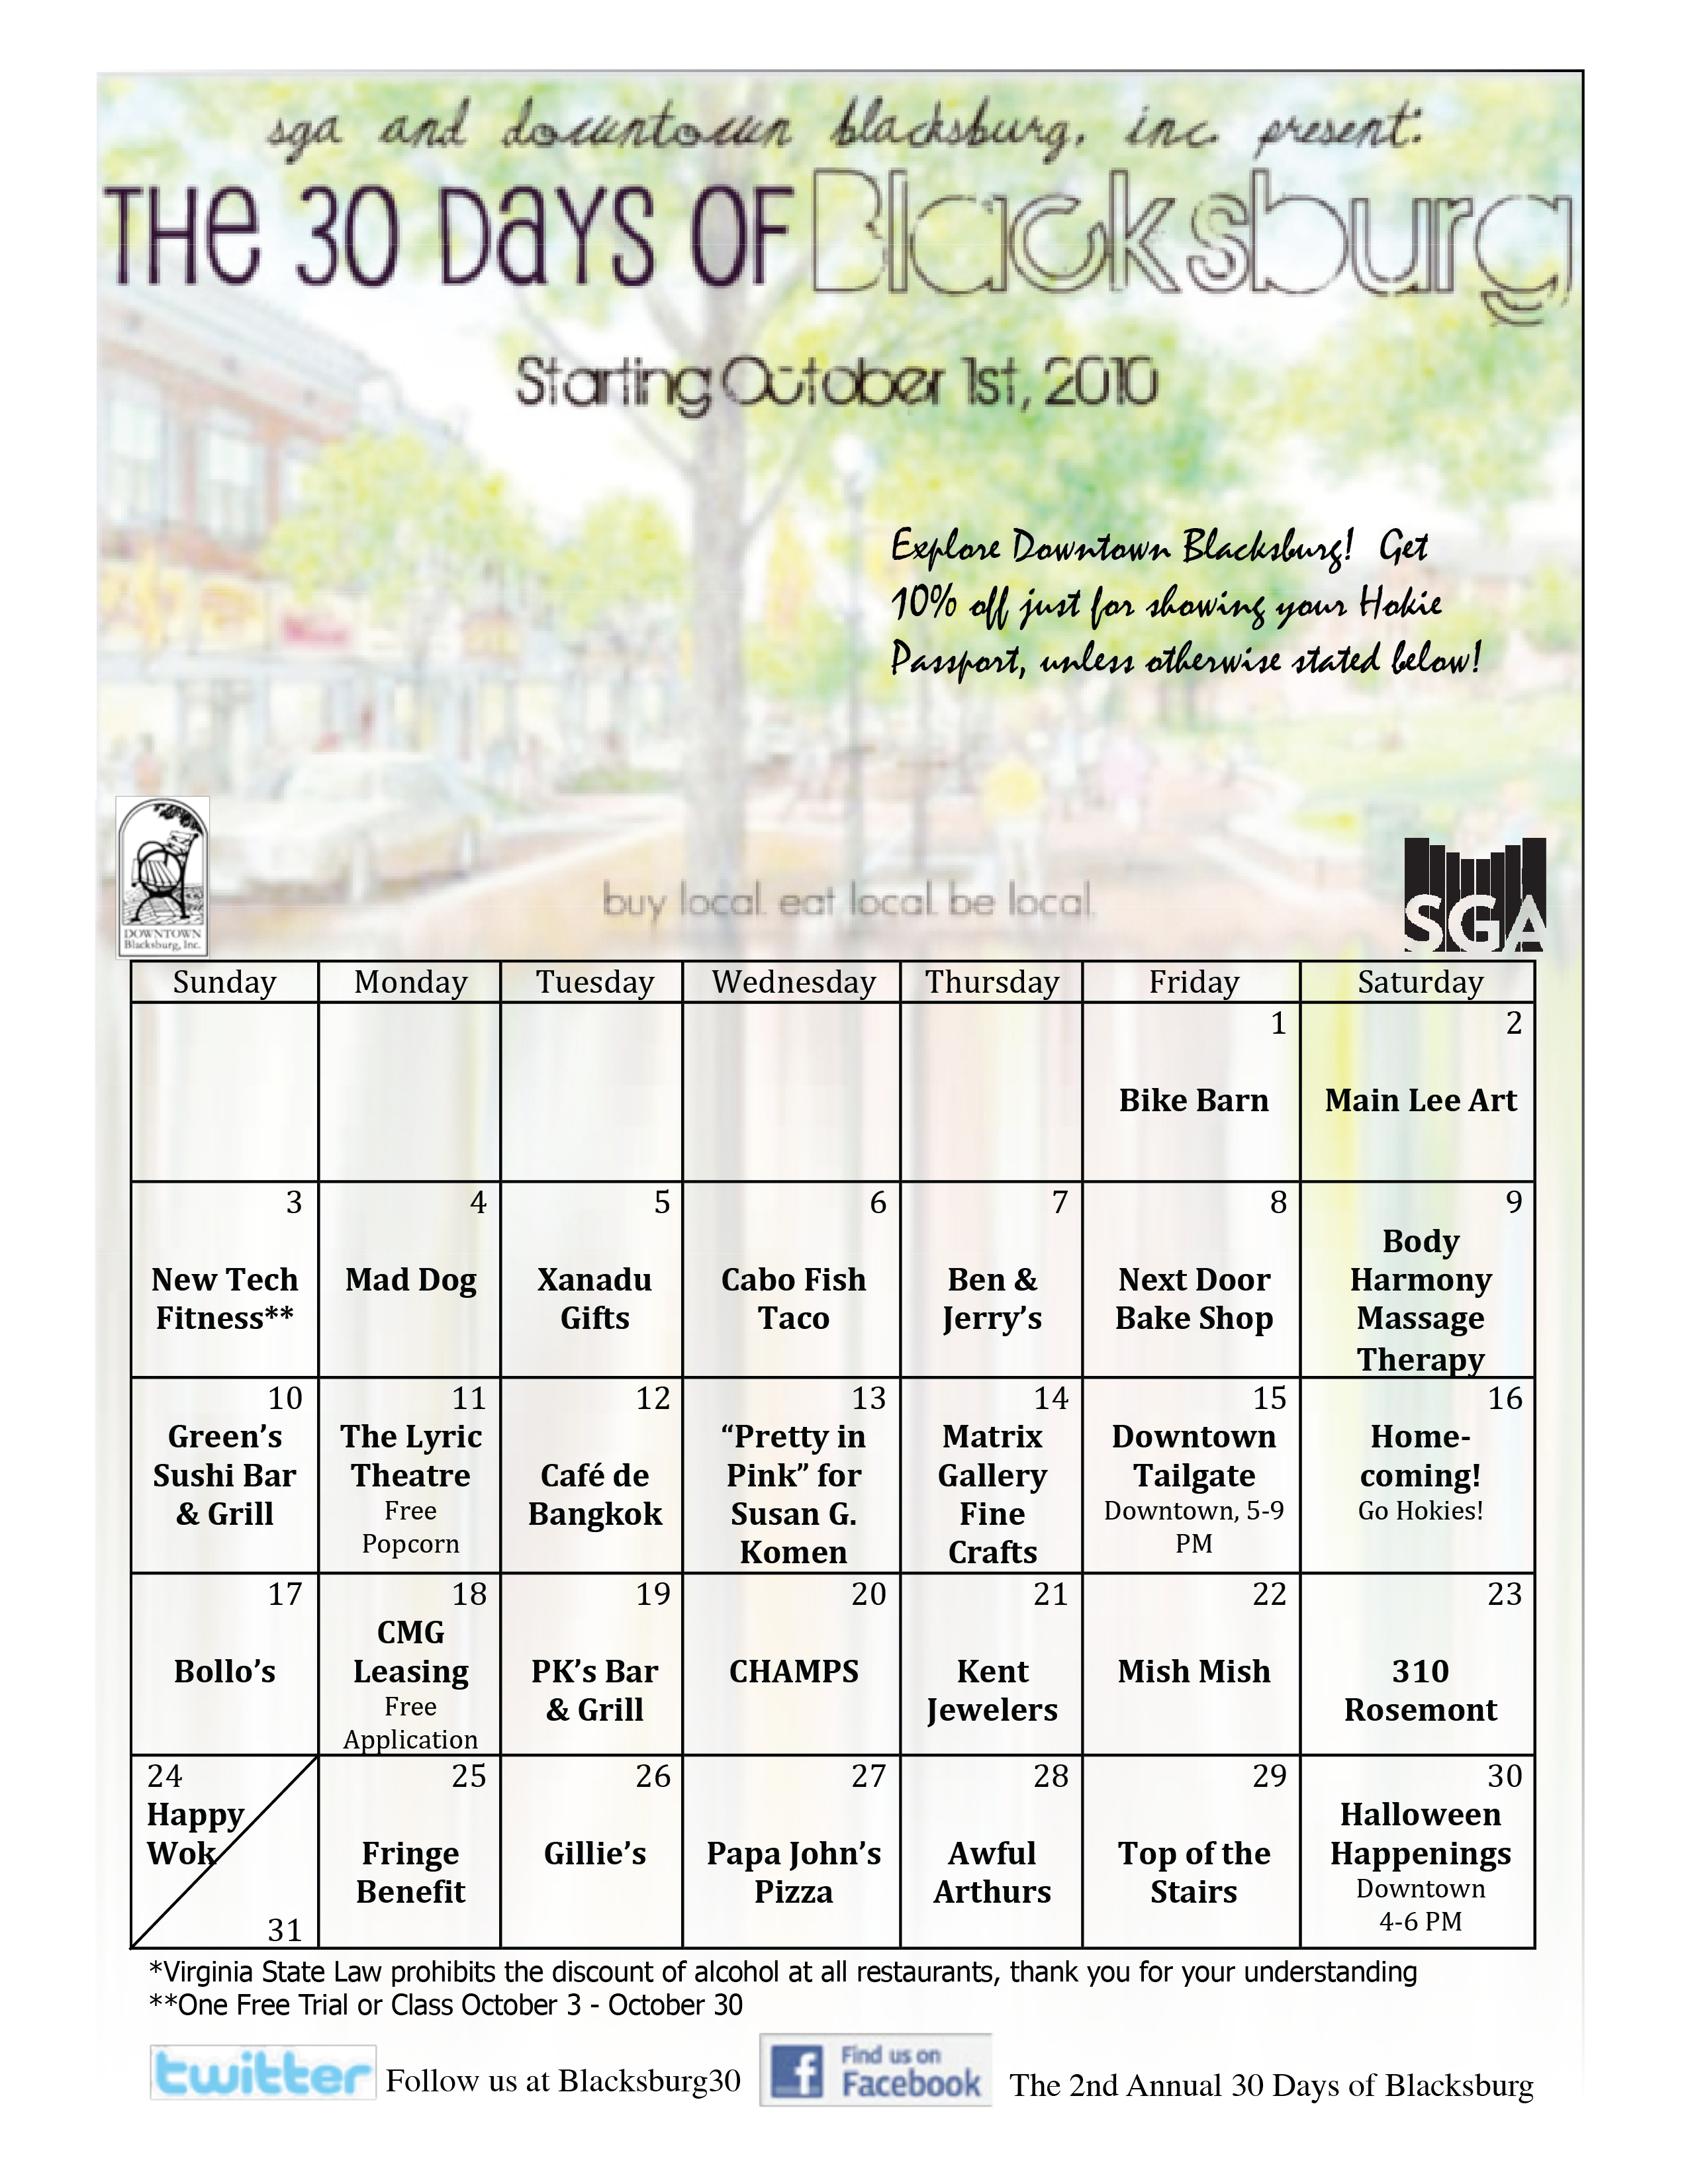 sga and downtown blacksburg, inc. present:
THe 30 DaYS OF Blacksburg
Starting October 1st, 2010
Explore Downtown Blacksburg! Get
10% off just for showing your Hokie
Passport, unless otherwise stated below!
DOWNTOWN
Blacksburg, Inc.
buy local. eat local. be local.
SGA
Sunday Monday Tuesday Wednesday Thursday Friday Saturday
1
Bike Barn
2
Main Lee Art
3
New Tech
Fitness**
4
Mad Dog
5
Xanadu
Gifts
6
Cabo Fish
Taco
7
Ben &
Jerry’s
8
Next Door
Bake Shop
9
Body
Harmony
Massage
Therapy
10
Green’s
Sushi Bar
& Grill
11
The Lyric
Theatre
Free
Popcorn
12
Café de
Bangkok
13
“Pretty in
Pink” for
Susan G.
Komen
14
Matrix
Gallery
Fine
Crafts
15
Downtown
Tailgate
Downtown, 5-9
PM
16
Home-
coming!
Go Hokies!
17
Bollo’s
18
CMG
Leasing
Free
Application
19
PK’s Bar
& Grill
20
CHAMPS
21
Kent
Jewelers
22
Mish Mish
23
310
Rosemont
24
Happy
Wok
31
25
Fringe
Benefit
26
Gillie’s
27
Papa John’s
Pizza
28
Awful
Arthurs
29
Top of the
Stairs
30
Halloween
Happenings
Downtown
4-6 PM
*Virginia State Law prohibits the discount of alcohol at all restaurants, thank you for your understanding
**One Free Trial or Class October 3 - October 30
twitter Follow us at Blacksburg30
Find us on
Facebook
The 2nd Annual 30 Days of Blacksburg